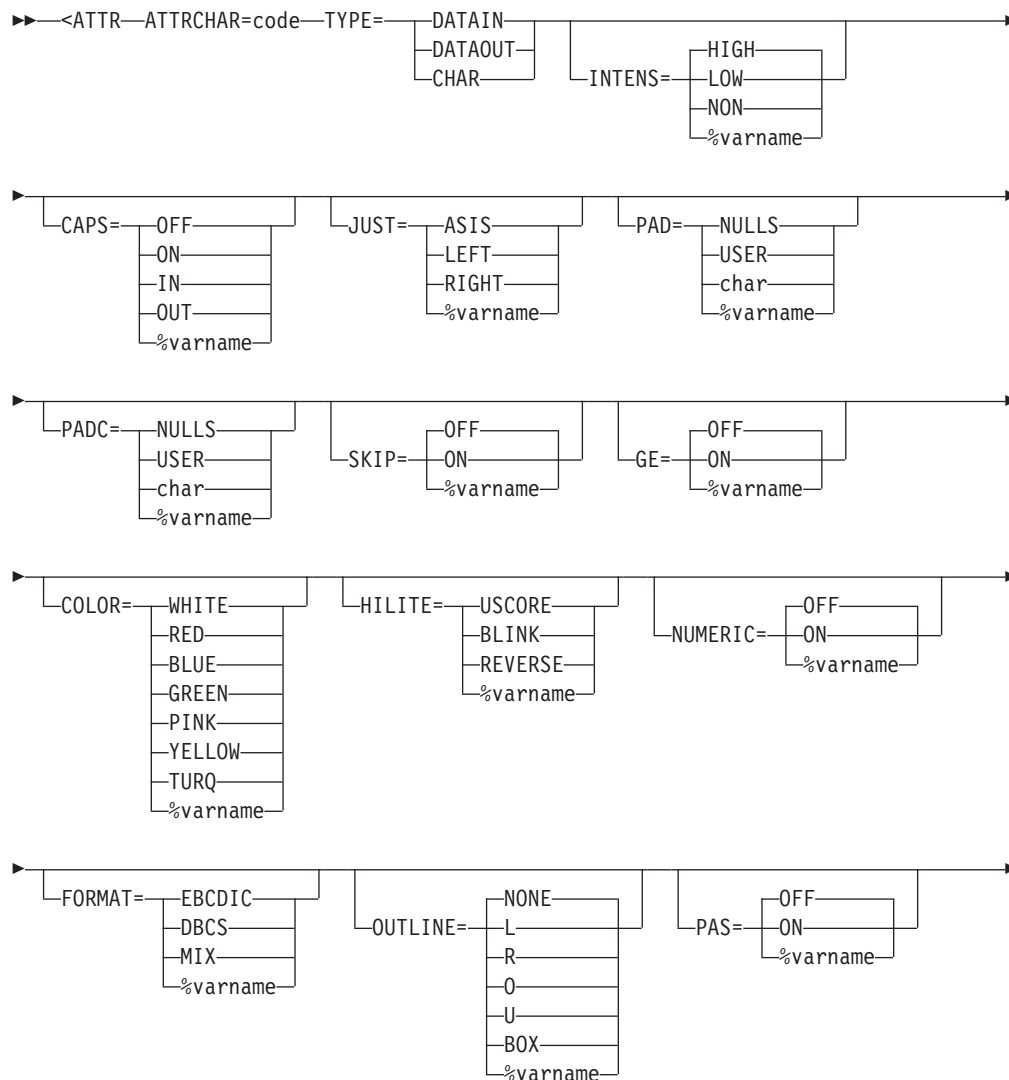 <ATTR ATTRCHAR=code TYPE= DATAIN HIGH
DATAOUT INTENS= LOW
CHAR NON
%varname
CAPS= OFF JUST= ASIS PAD= NULLS
ON LEFT USER
IN RIGHT char
OUT %varname %varname
%varname
PADC= NULLS OFF OFF
USER SKIP= ON GE= ON
char %varname %varname
%varname
COLOR= WHITE HILITE= USCORE OFF
RED BLINK NUMERIC= ON
BLUE REVERSE %varname
GREEN %varname
PINK
YELLOW
TURQ
%varname
FORMAT= EBCDIC NONE OFF
DBCS OUTLINE= L PAS= ON
MIX R %varname
%varname O
U
BOX
%varname